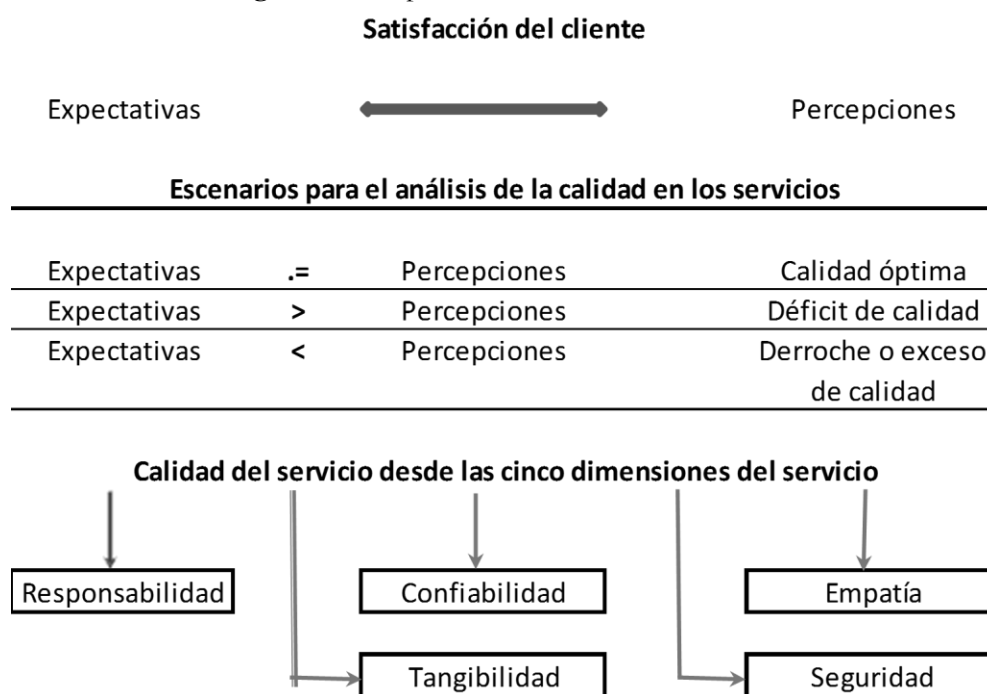 Satisfacción del cliente
Expectativas Percepciones
Escenarios para el análisis de la calidad en los servicios
Expectativas .= Percepciones Calidad óptima
Expectativas > Percepciones Déficit de calidad
Expectativas < Percepciones Derroche o exceso
de calidad
Calidad del servicio desde las cinco dimensiones del servicio
Responsabilidad Confiabilidad Empatía
Tangibilidad Seguridad